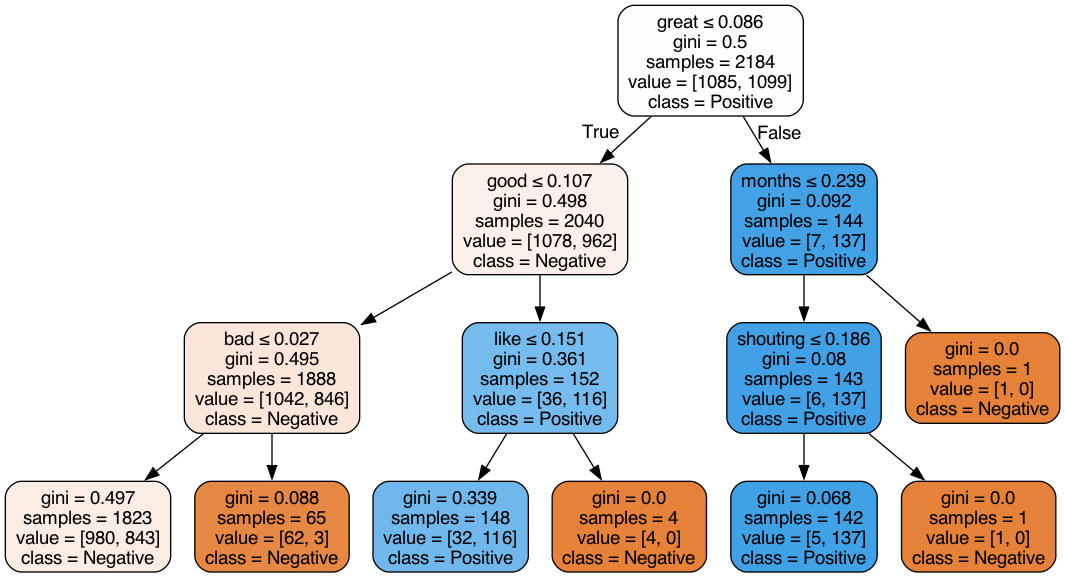 great ≤ 0.086
gini = 0.5
samples = 2184
value = [1085, 1099]
class = Positive
True
False
good ≤ 0.107
gini = 0.498
samples = 2040
value = [1078, 962]
class = Negative
months ≤ 0.239
gini = 0.092
samples = 144
value = [7, 137]
class = Positive
bad ≤ 0.027
gini = 0.495
samples = 1888
value = [1042, 846]
class = Negative
like ≤ 0.151
gini = 0.361
samples = 152
value = [36, 116]
class = Positive
shouting ≤ 0.186
gini = 0.08
samples = 143
value = [6, 137]
class = Positive
gini = 0.0
samples = 1
value = [1, 0]
class = Negative
gini = 0.497
samples = 1823
value = [980, 843]
class = Negative
gini = 0.088
samples = 65
value = [62, 3]
class = Negative
gini = 0.339
samples = 148
value = [32, 116]
class = Positive
gini = 0.0
samples = 4
value = [4, 0]
class = Negative
gini = 0.068
samples = 142
value = [5, 137]
class = Positive
gini = 0.0
samples = 1
value = [1, 0]
class = Negative